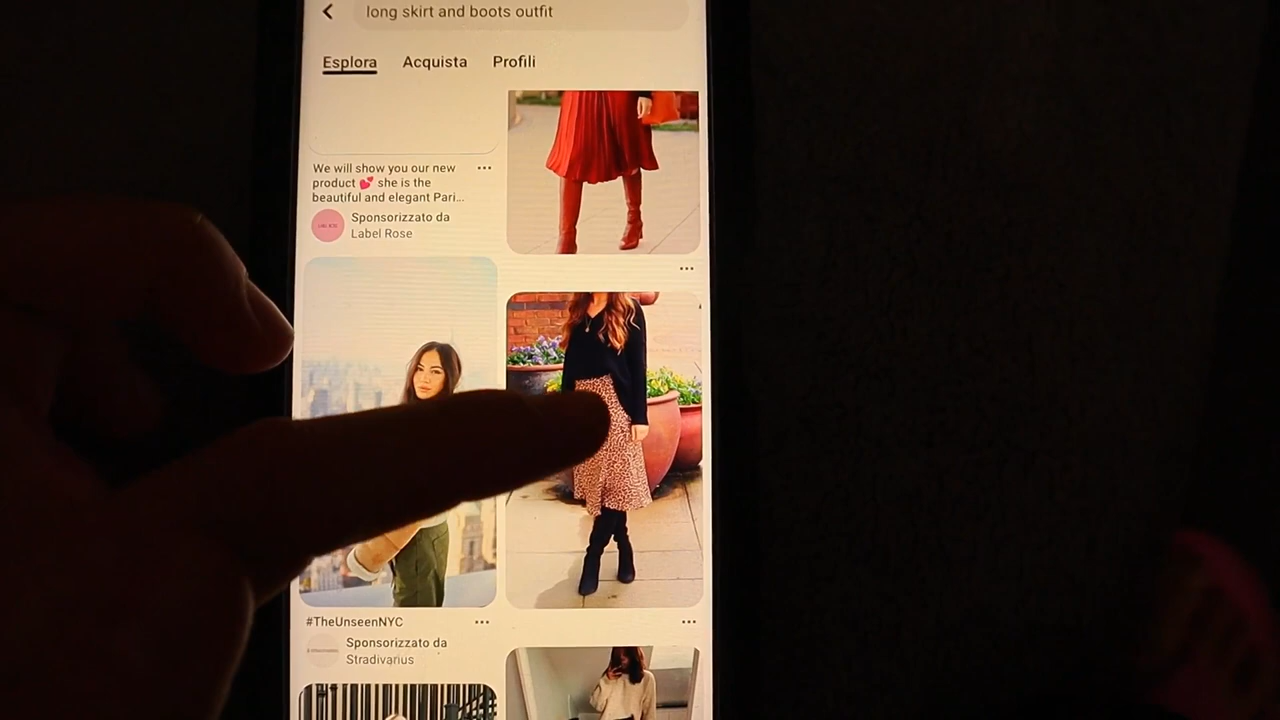 long skirt and boots outfit
Esplora Acquista Profili
We will show you our new
product 💕 she is the
beautiful and elegant Pari...
Sponsorizzato da
Label Rose
#TheUnseenNYC
Sponsorizzato da
Stradivarius